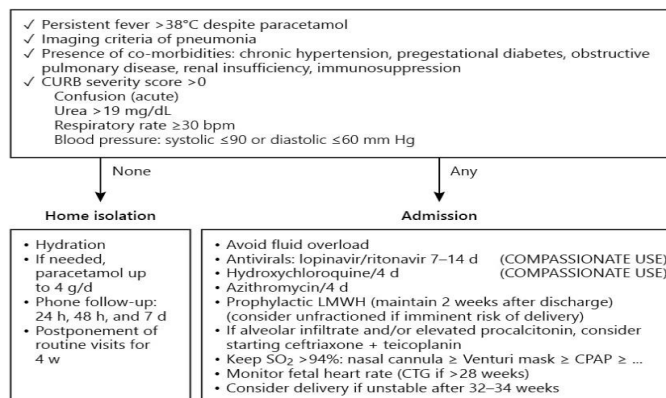 ✓ Persistent fever >38°C despite paracetamol
✓ Imaging criteria of pneumonia
✓ Presence of co-morbidities: chronic hypertension, pregestational diabetes, obstructive
pulmonary disease, renal insufficiency, immunosuppression
✓ CURB severity score >0
Confusion (acute)
Urea >19 mg/dL
Respiratory rate ≥30 bpm
Blood pressure: systolic ≤90 or diastolic ≤60 mm Hg
None
Any
Home isolation
• Hydration
• If needed,
paracetamol up
to 4 g/d
• Phone follow-up:
24 h, 48 h, and 7 d
• Postponement of
routine visits for
4 w
Admission
• Avoid fluid overload
• Antivirals: lopinavir/ritonavir 7–14 d (COMPASSIONATE USE)
• Hydroxychloroquine/4 d (COMPASSIONATE USE)
• Azithromycin/4 d
• Prophylactic LMWH (maintain 2 weeks after discharge)
(consider unfractioned if imminent risk of delivery)
• If alveolar infiltrate and/or elevated procalcitonin, consider
starting ceftriaxone + teicoplanin
• Keep SO₂ >94%: nasal cannula ≥ Venturi mask ≥ CPAP ≥ ...
• Monitor fetal heart rate (CTG if >28 weeks)
• Consider delivery if unstable after 32–34 weeks